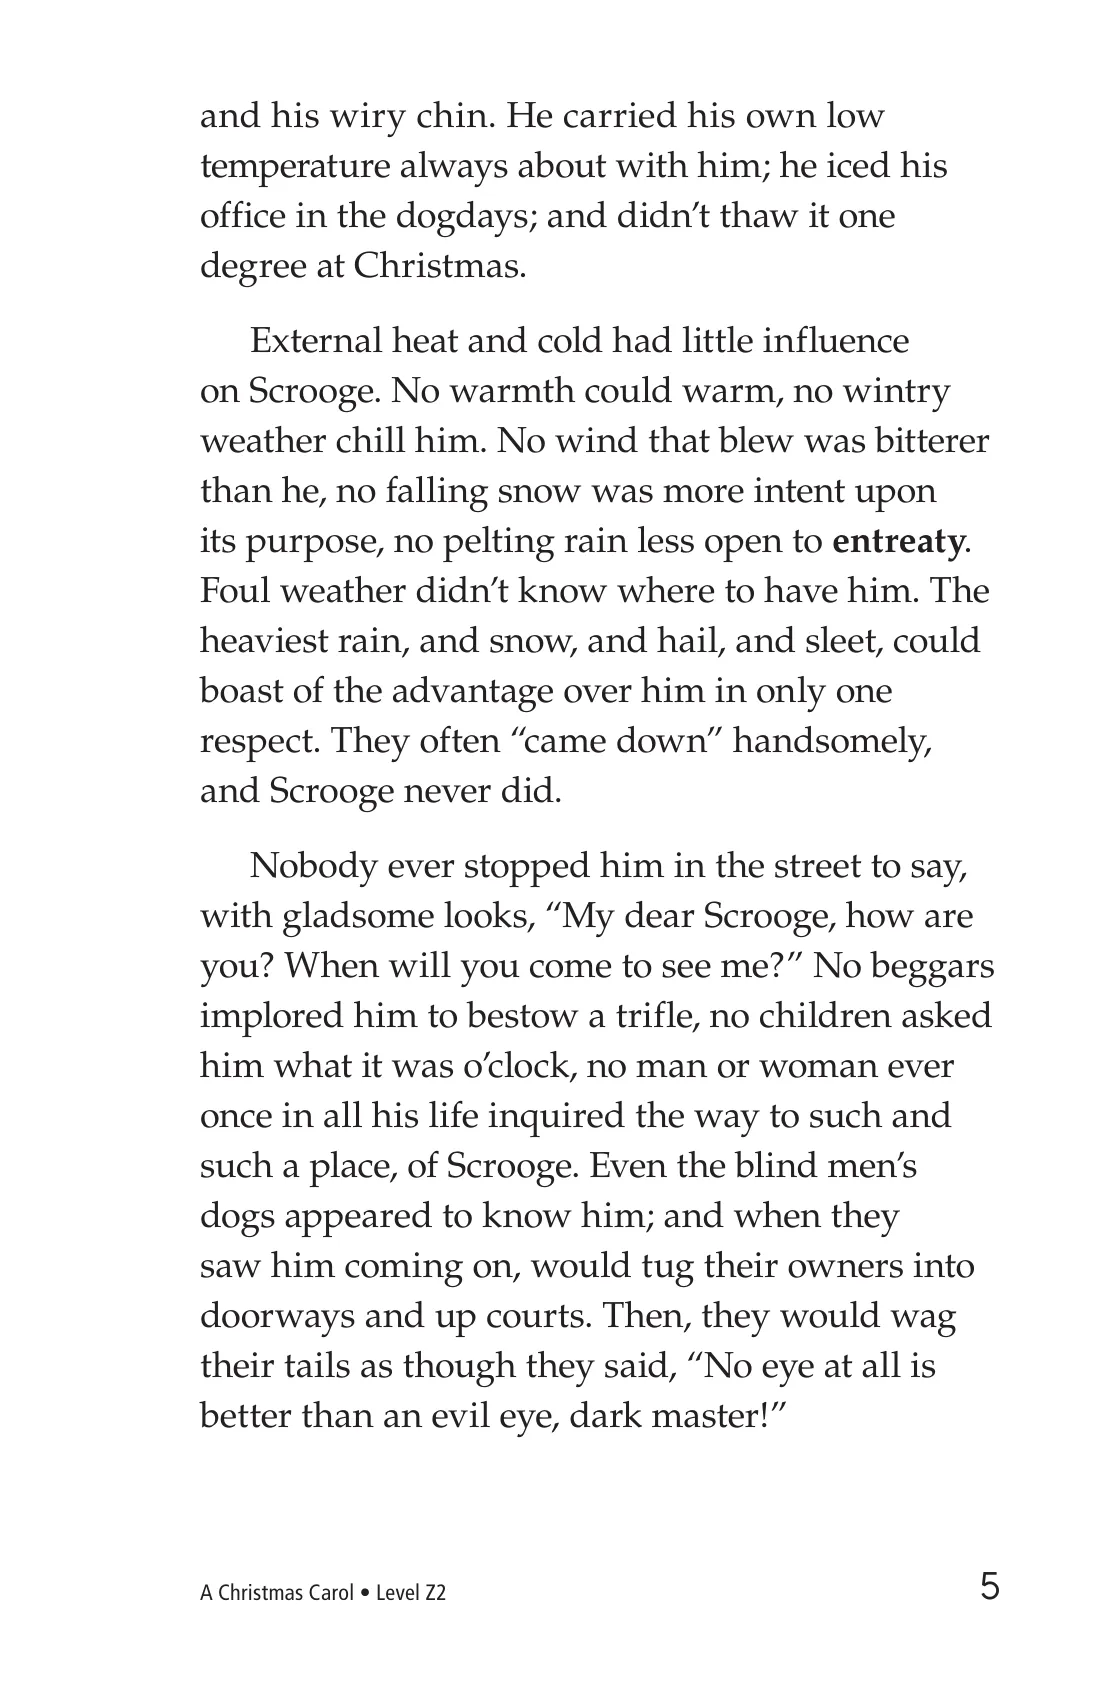 and his wiry chin. He carried his own low
temperature always about with him; he iced his
office in the dogdays; and didn’t thaw it one
degree at Christmas.
External heat and cold had little influence
on Scrooge. No warmth could warm, no wintry
weather chill him. No wind that blew was bitterer
than he, no falling snow was more intent upon
its purpose, no pelting rain less open to entreaty.
Foul weather didn’t know where to have him. The
heaviest rain, and snow, and hail, and sleet, could
boast of the advantage over him in only one
respect. They often “came down” handsomely,
and Scrooge never did.
Nobody ever stopped him in the street to say,
with gladsome looks, “My dear Scrooge, how are
you? When will you come to see me?” No beggars
implored him to bestow a trifle, no children asked
him what it was o’clock, no man or woman ever
once in all his life inquired the way to such and
such a place, of Scrooge. Even the blind men’s
dogs appeared to know him; and when they
saw him coming on, would tug their owners into
doorways and up courts. Then, they would wag
their tails as though they said, “No eye at all is
better than an evil eye, dark master!”
A Christmas Carol • Level Z2 5